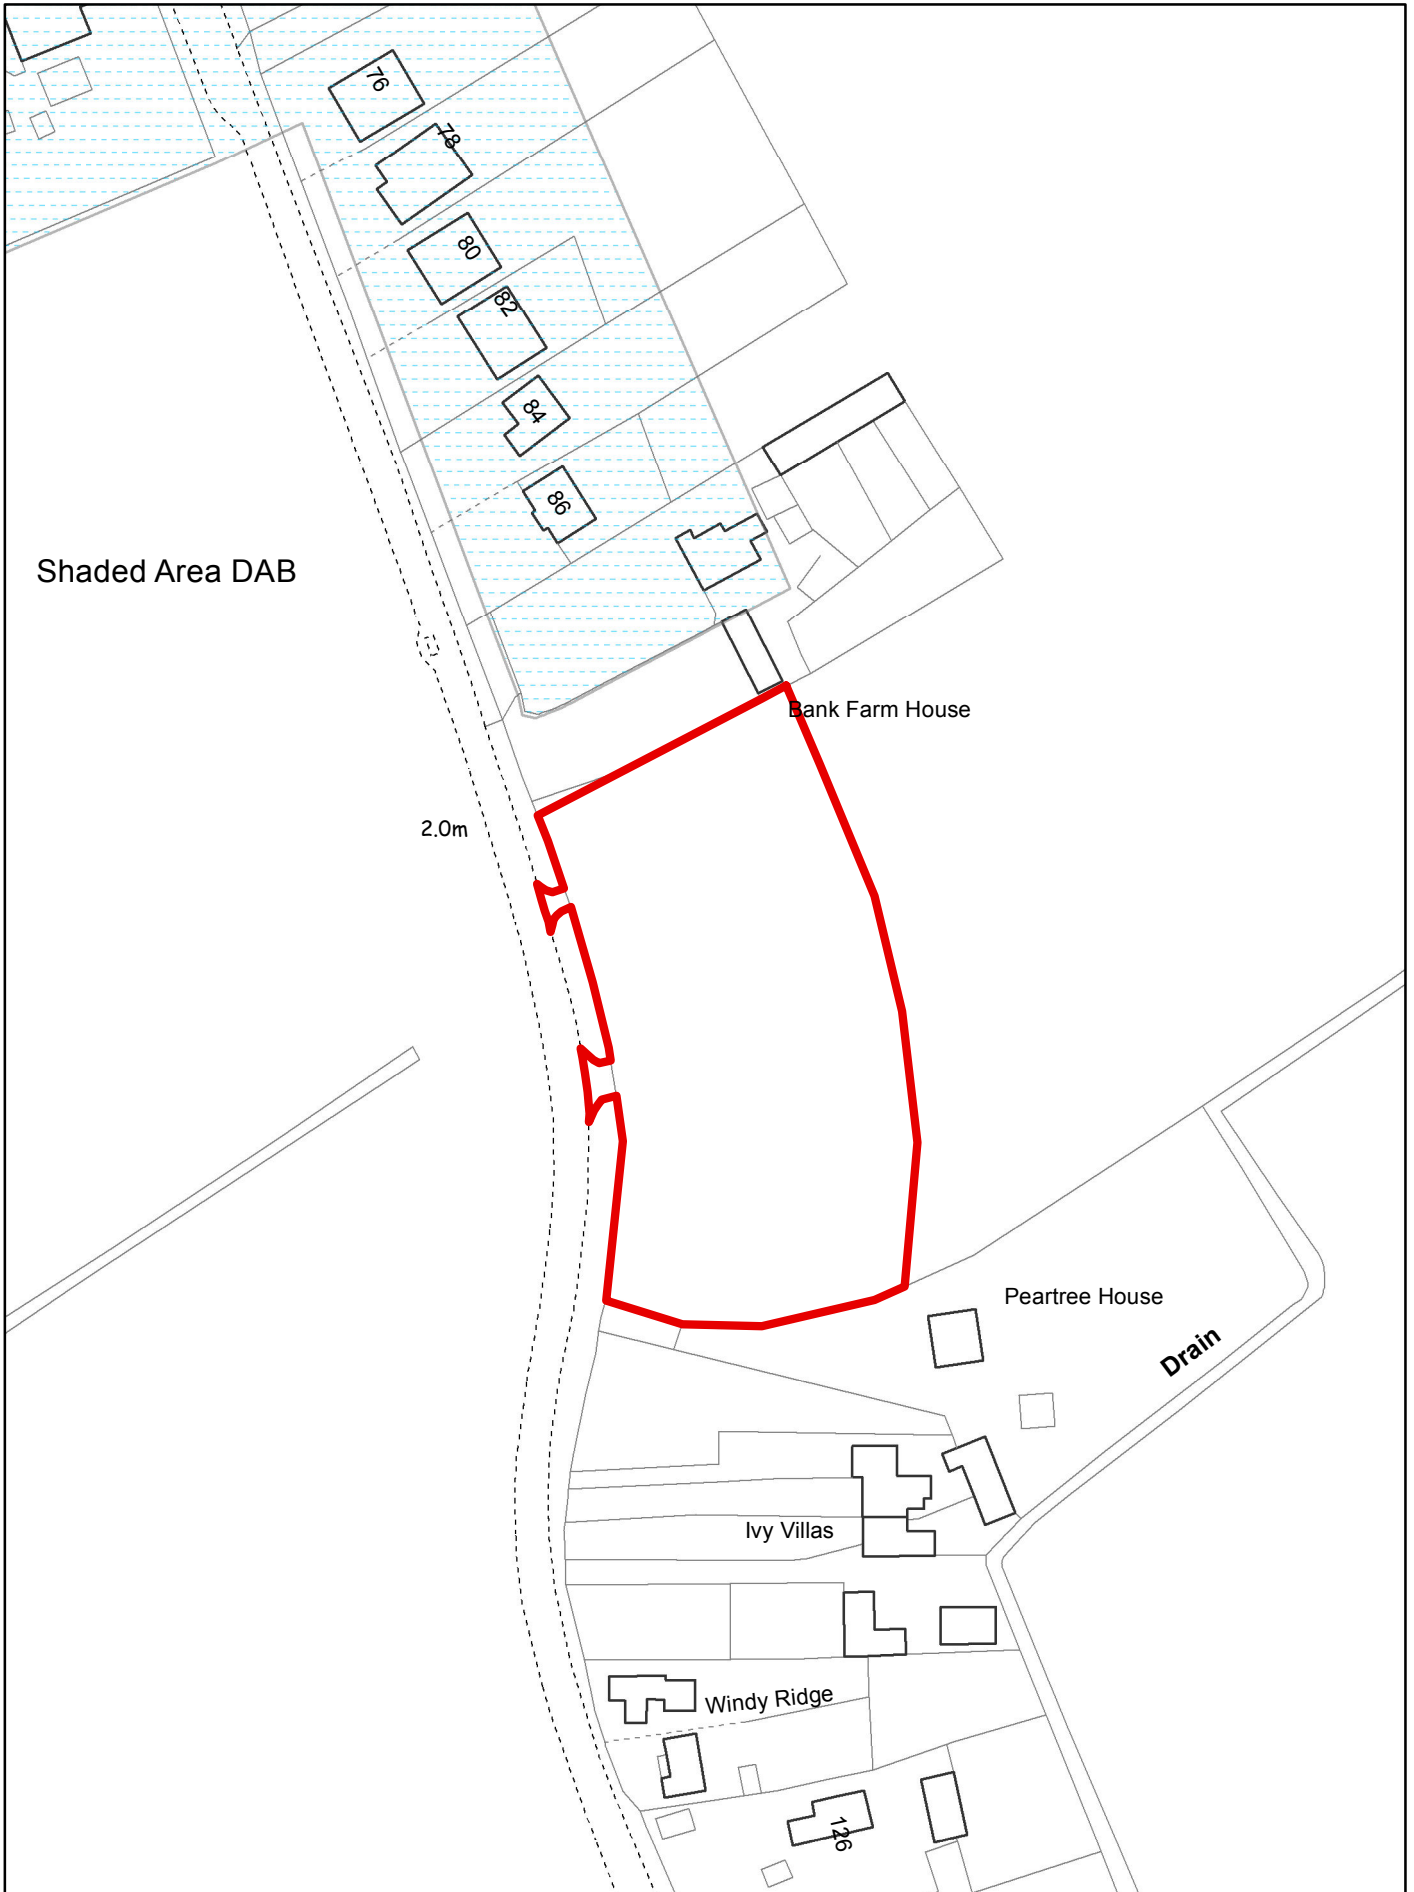 76
78
80
82
84
86
Shaded Area DAB
Bank Farm House
2.0m
Peartree House
Drain
Ivy Villas
Windy Ridge
126